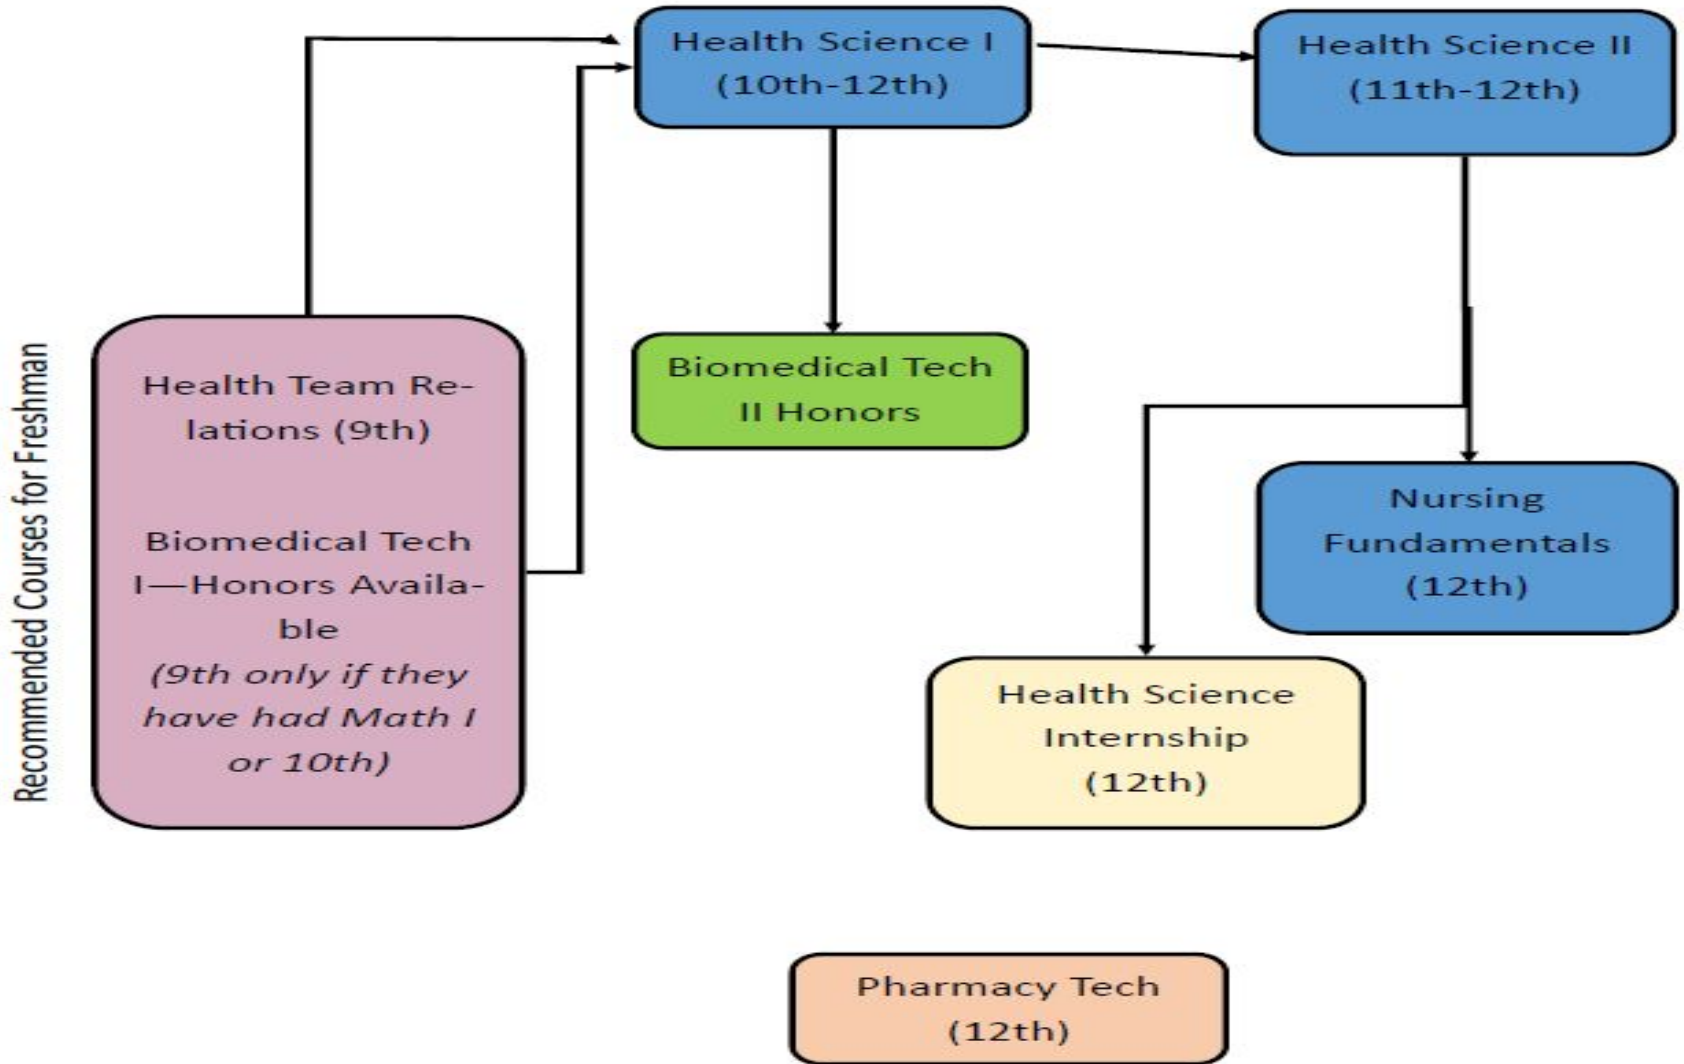 Health Science I
(10th-12th)
Health Science II
(11th-12th)
Recommended Courses for Freshman
Health Team Re-
lations (9th)
Biomedical Tech
I—Honors Availa-
ble
(9th only if they
have had Math I
or 10th)
Biomedical Tech
II Honors
Nursing
Fundamentals
(12th)
Health Science
Internship
(12th)
Pharmacy Tech
(12th)